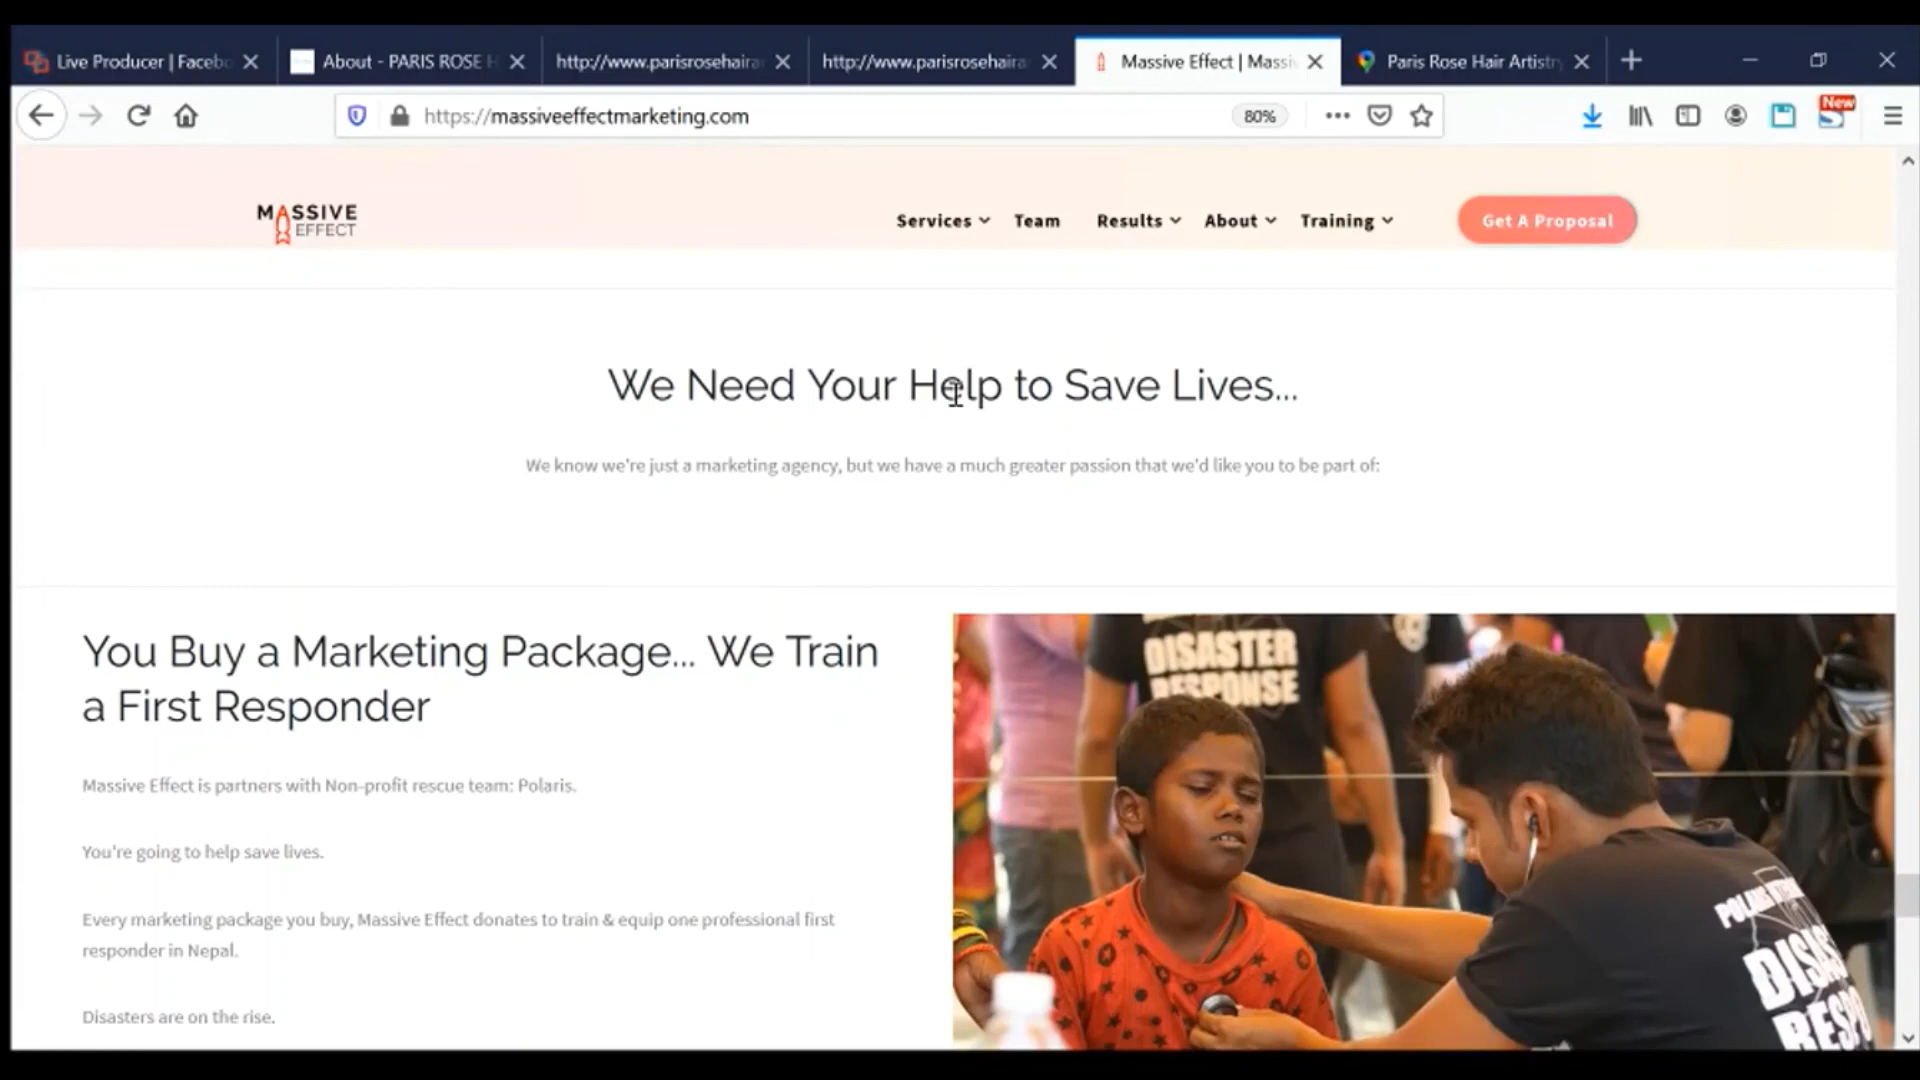 Live Producer | Facebo
About - PARIS ROSE H
http://www.parisrosehaira
http://www.parisrosehaira
Massive Effect | Massi
Paris Rose Hair Artistry
https://massiveeffectmarketing.com
80%
New
MASSIVE
EFFECT
Services
Team
Results
About
Training
Get A Proposal
We Need Your Help to Save Lives...
We know we're just a marketing agency, but we have a much greater passion that we'd like you to be part of:
You Buy a Marketing Package... We Train
a First Responder
Massive Effect is partners with Non-profit rescue team: Polaris.
You're going to help save lives.
Every marketing package you buy, Massive Effect donates to train & equip one professional first
responder in Nepal.
Disasters are on the rise.
DISASTER
RESPONSE
POLARIS
DISAS
RESPO